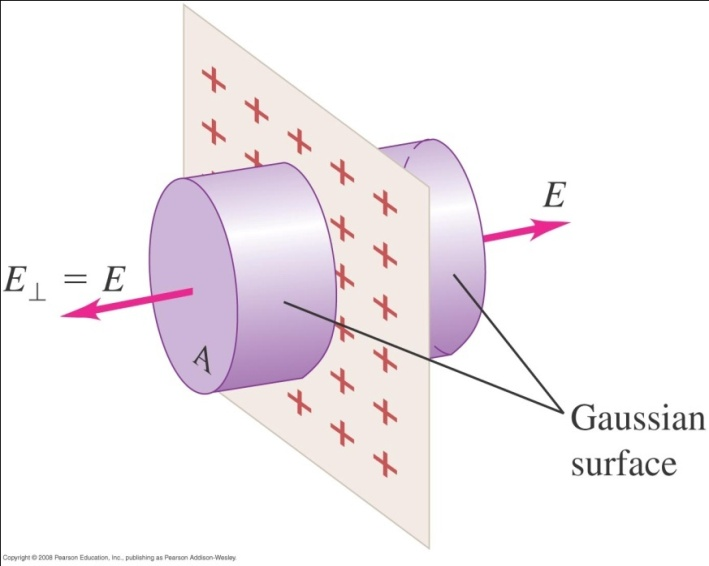 E
E⊥ = E
A
Gaussian
surface
Copyright © 2008 Pearson Education, Inc., publishing as Pearson Addison-Wesley.